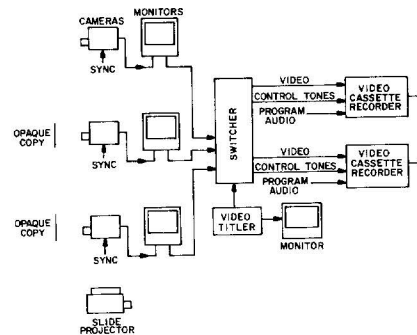 CAMERAS
MONITORS
SYNC
OPAQUE
COPY
SYNC
OPAQUE
COPY
SYNC
SLIDE
PROJECTOR
SWITCHER
VIDEO
CONTROL TONES
PROGRAM
AUDIO
VIDEO
CASSETTE
RECORDER
VIDEO
CONTROL TONES
PROGRAM
AUDIO
VIDEO
CASSETTE
RECORDER
VIDEO
TITLER
MONITOR